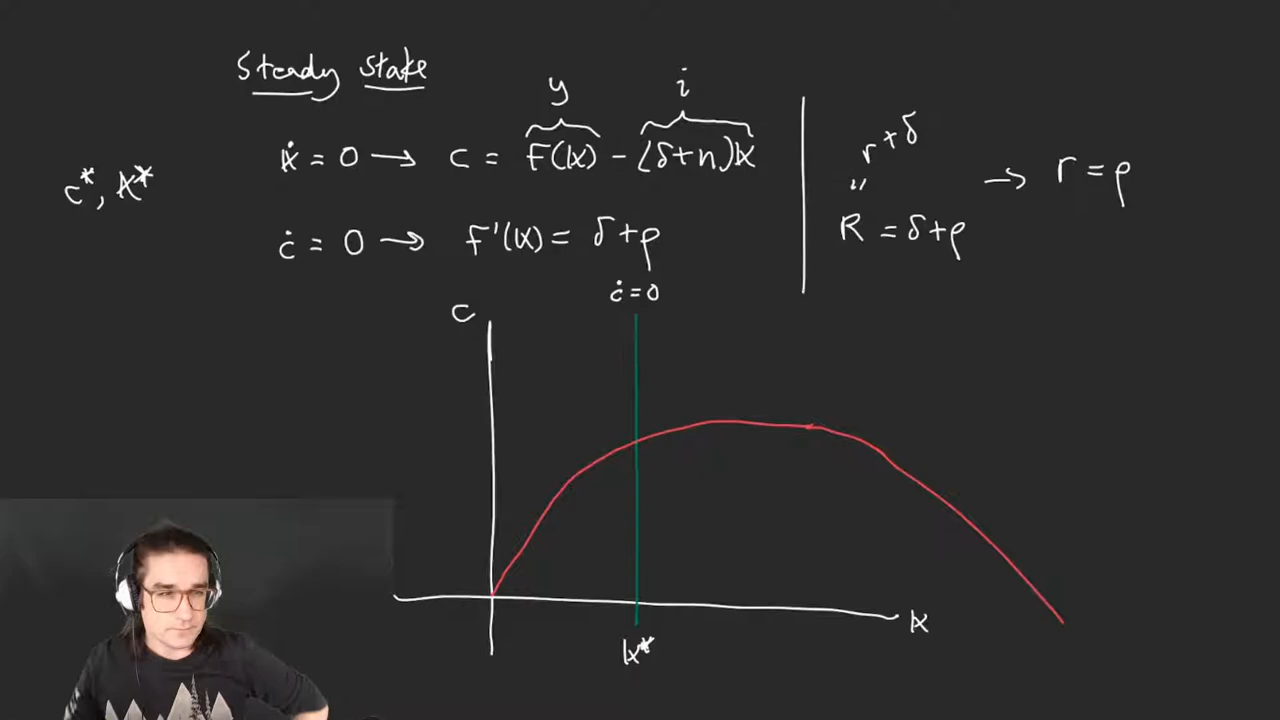 Steady State
y
i
k̇ = 0 → c = F(k) − (δ+n)k
c*, k*
ċ = 0 → f'(k) = δ+ρ
r+δ
"
R = δ+ρ
→ r = ρ
ċ=0
c
k
k*